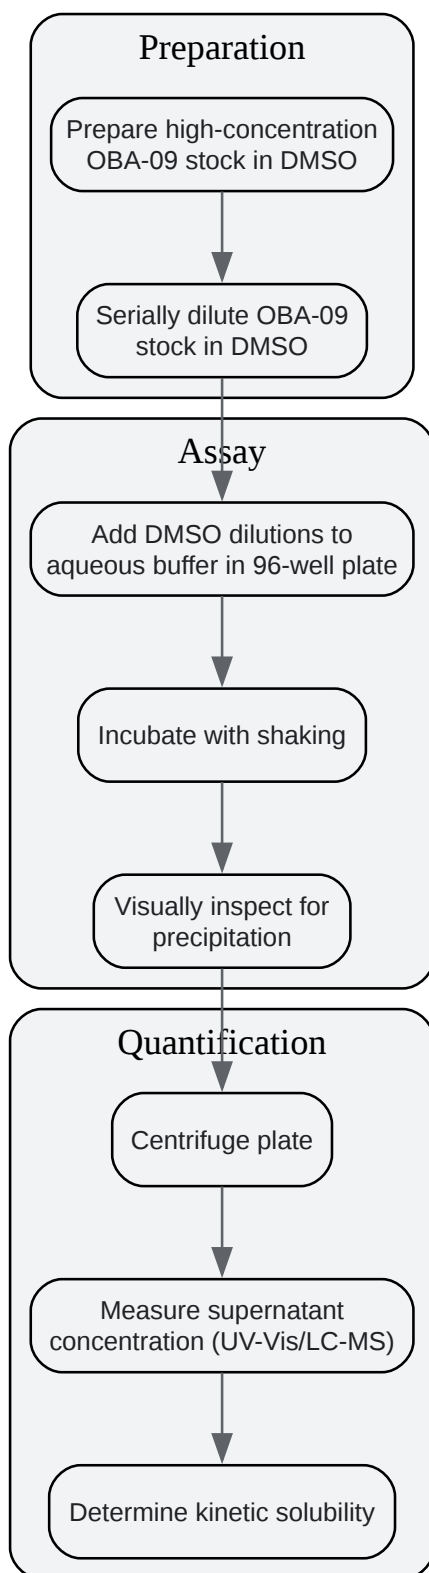 Preparation
Prepare high-concentration
OBA-09 stock in DMSO
Serially dilute OBA-09
stock in DMSO
Assay
Add DMSO dilutions to
aqueous buffer in 96-well plate
Incubate with shaking
Visually inspect for
precipitation
Quantification
Centrifuge plate
Measure supernatant
concentration (UV-Vis/LC-MS)
Determine kinetic solubility